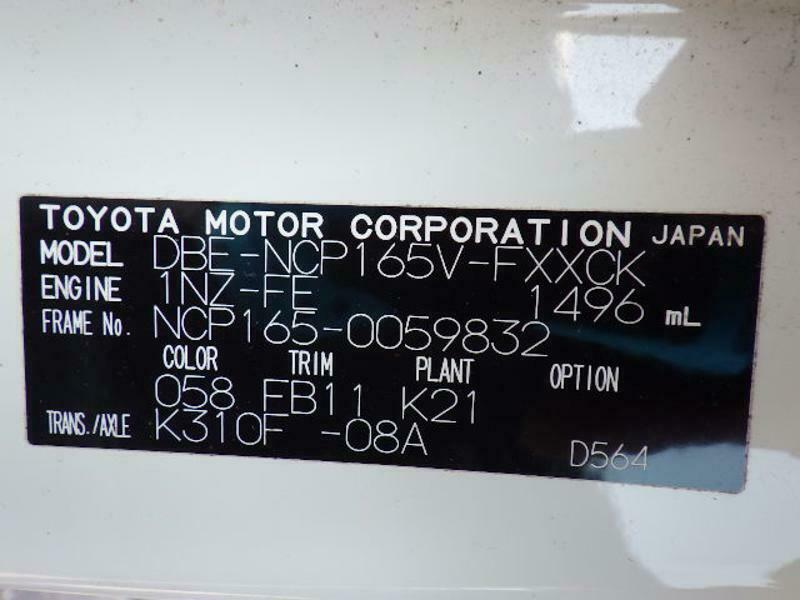 TOYOTA MOTOR CORPORATION JAPAN
MODEL DBE-NCP165V-FXXCK
ENGINE 1NZ-FE 1496 mL
FRAME No. NCP165-0059832
COLOR TRIM PLANT OPTION
058 FB11 K21
TRANS./AXLE K310F -08A D564